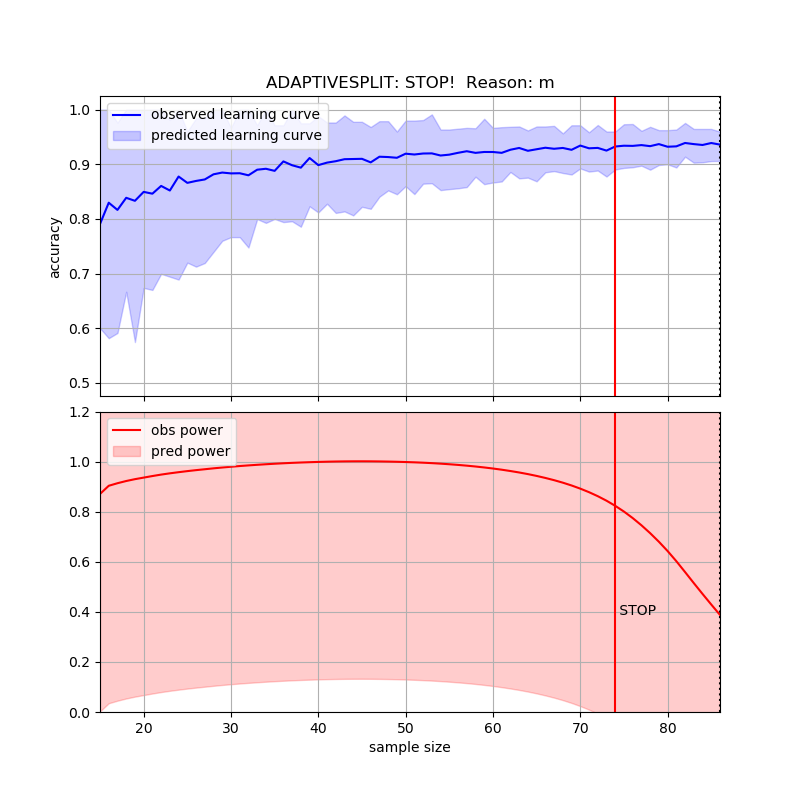 ADAPTIVESPLIT: STOP!  Reason: m
observed learning curve
predicted learning curve
1.0
0.9
0.8
0.7
0.6
0.5
accuracy
obs power
pred power
1.2
1.0
0.8
0.6
0.4
0.2
0.0
STOP
20 30 40 50 60 70 80
sample size